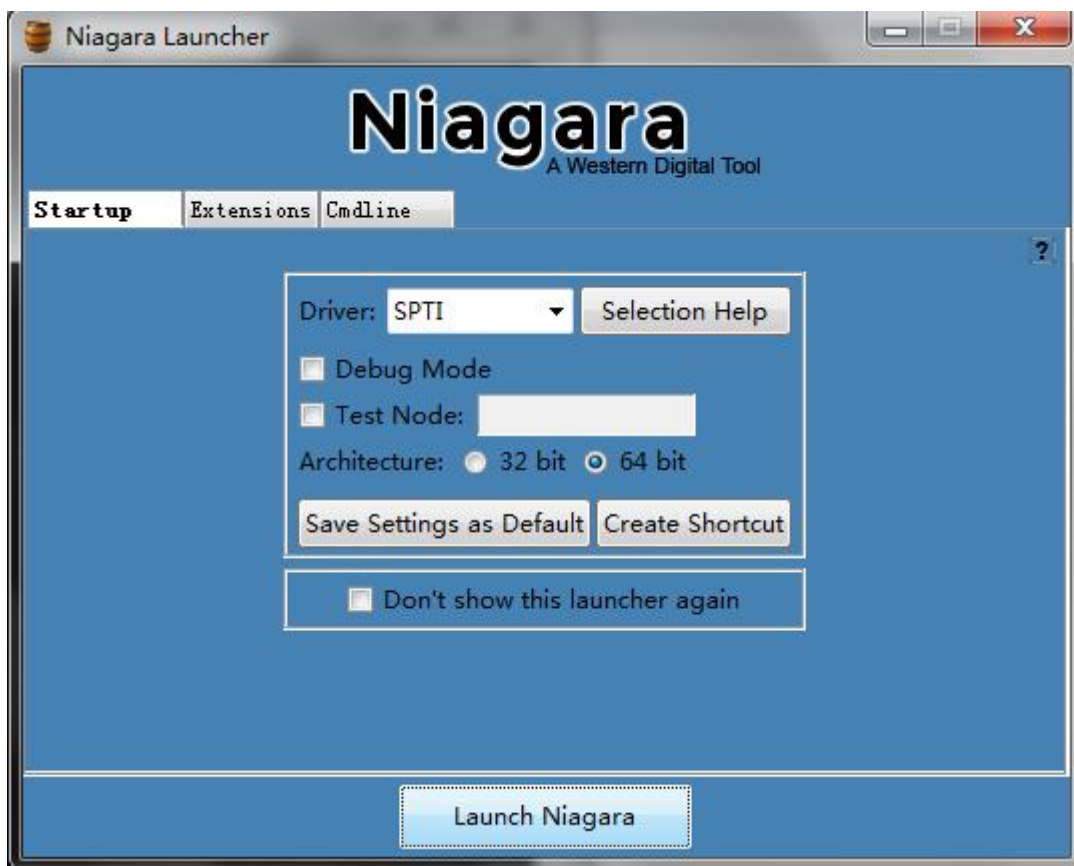 Niagara Launcher
Niagara
A Western Digital Tool
Startup Extensions Cmdline
?
Driver: SPTI Selection Help
Debug Mode
Test Node:
Architecture: 32 bit 64 bit
Save Settings as Default Create Shortcut
Don't show this launcher again
Launch Niagara